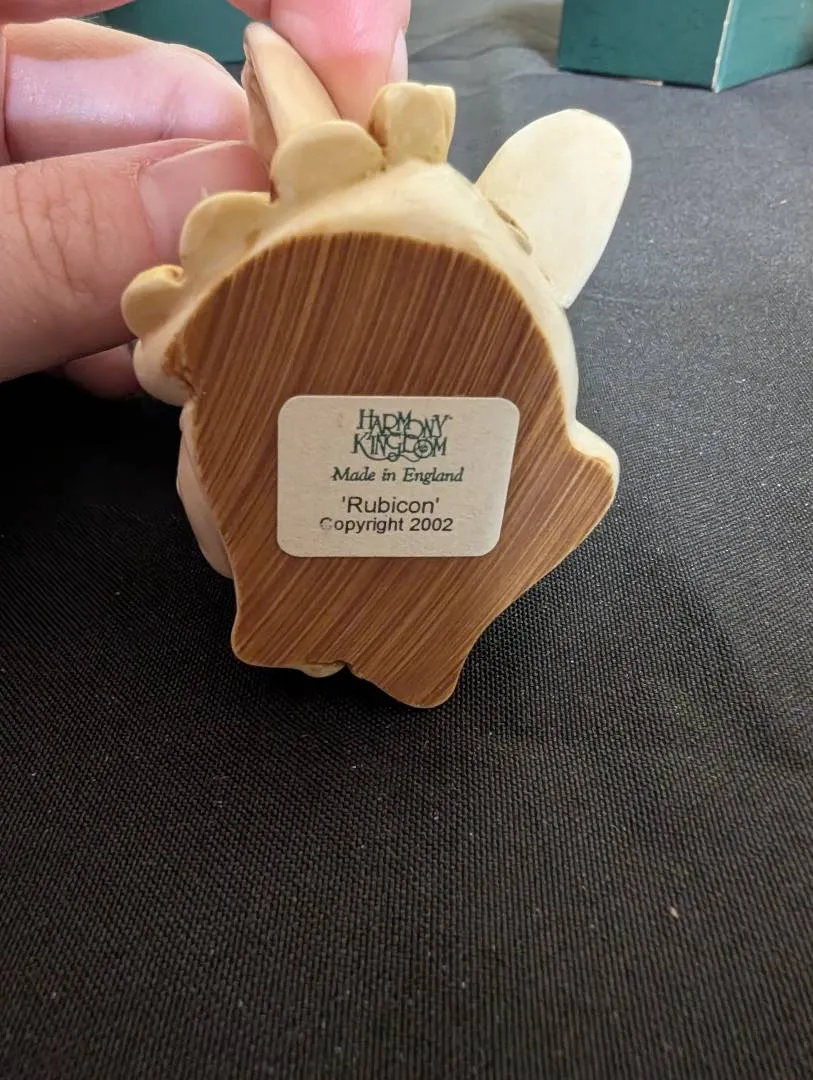 HARMONY
KINGDOM
Made in England
'Rubicon'
Copyright 2002